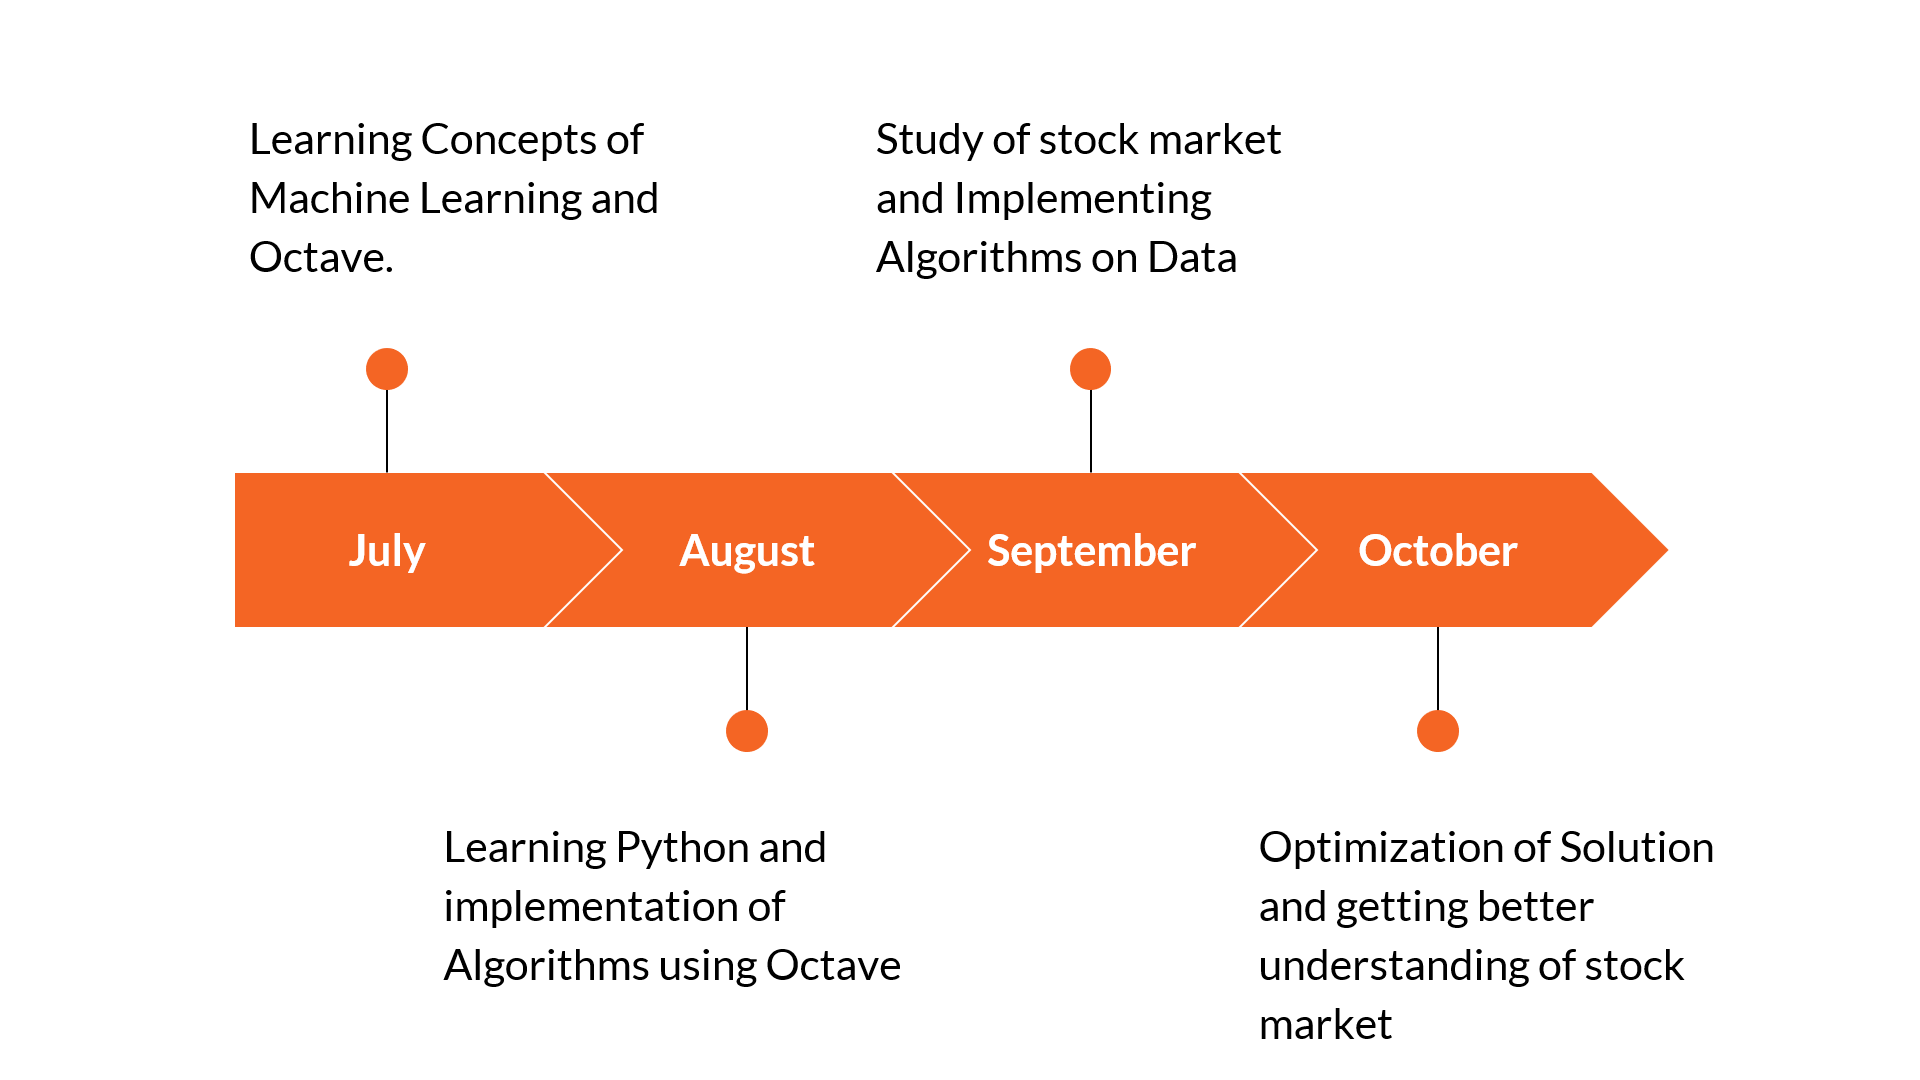 Learning Concepts of
Machine Learning and
Octave.
Study of stock market
and Implementing
Algorithms on Data
July
August
September
October
Learning Python and
implementation of
Algorithms using Octave
Optimization of Solution
and getting better
understanding of stock
market